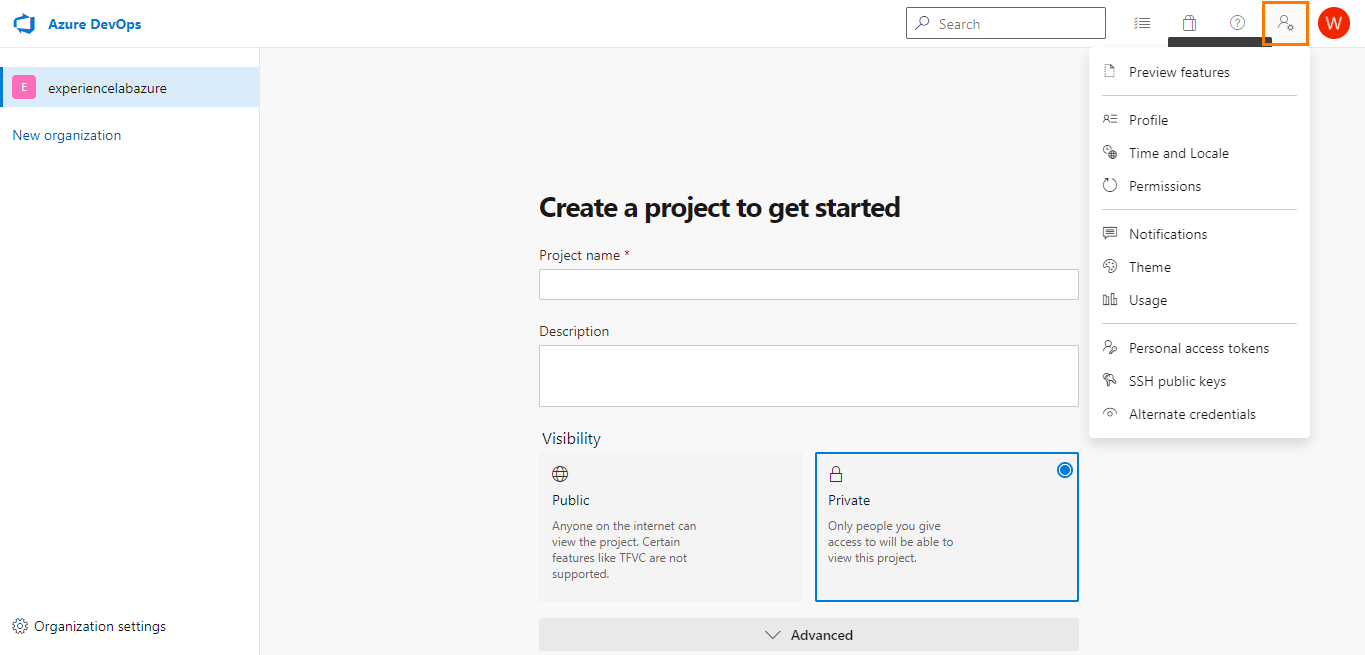 Azure DevOps
Search
W
E
experiencelabazure
New organization
Organization settings
Create a project to get started
Project name *
Description
Visibility
Public
Anyone on the internet can
view the project. Certain
features like TFVC are not
supported.
Private
Only people you give
access to will be able to
view this project.
Advanced
Preview features
Profile
Time and Locale
Permissions
Notifications
Theme
Usage
Personal access tokens
SSH public keys
Alternate credentials